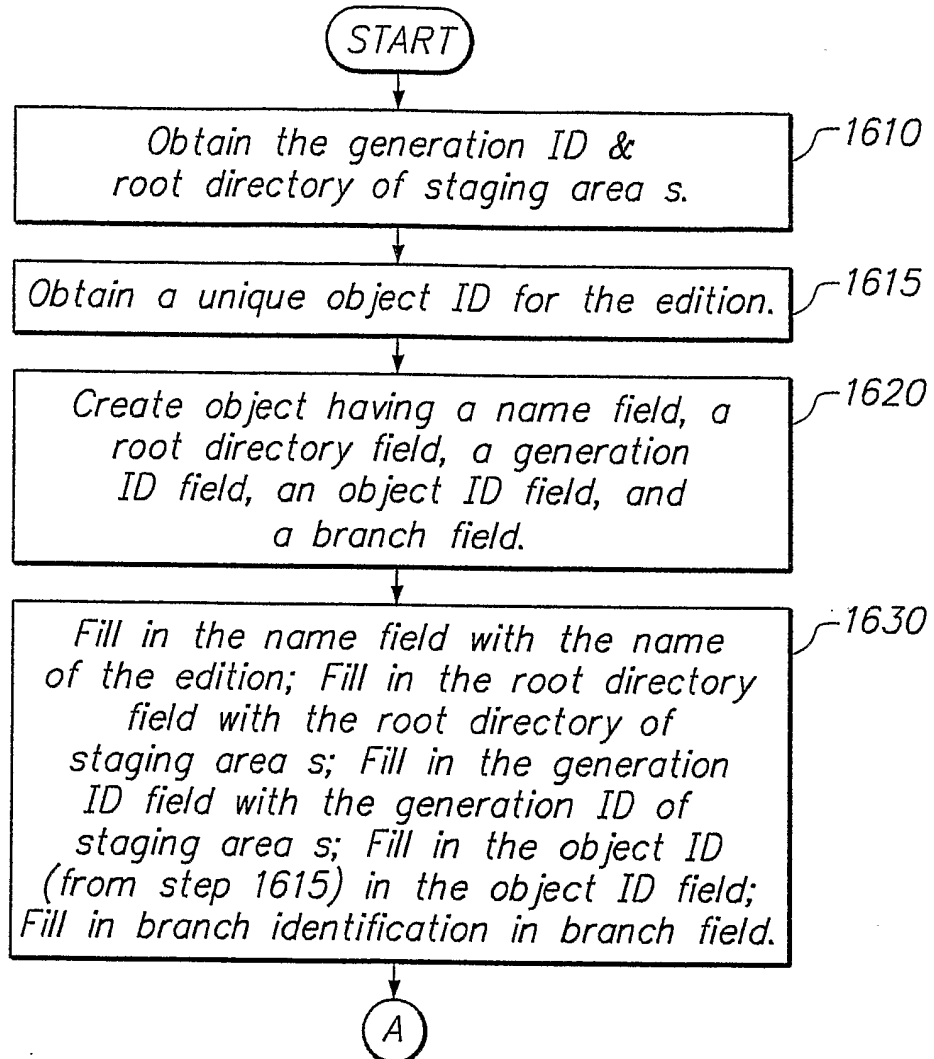 START
Obtain the generation ID &
root directory of staging area s.
1610
Obtain a unique object ID for the edition.
1615
Create object having a name field, a
root directory field, a generation
ID field, an object ID field, and
a branch field.
1620
Fill in the name field with the name
of the edition; Fill in the root directory
field with the root directory of
staging area s; Fill in the generation
ID field with the generation ID of
staging area s; Fill in the object ID
(from step 1615) in the object ID field;
Fill in branch identification in branch field.
1630
A